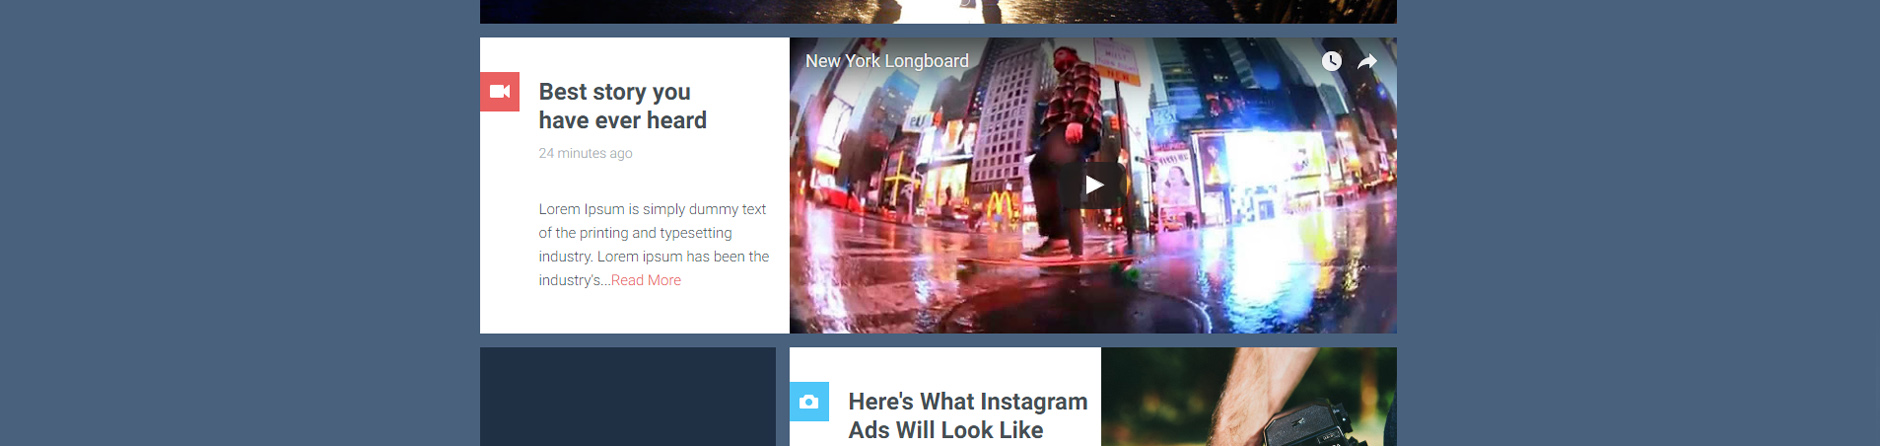 Best story you
have ever heard
24 minutes ago
Lorem Ipsum is simply dummy text
of the printing and typesetting
industry. Lorem ipsum has been the
industry's...Read More
New York Longboard
Here's What Instagram
Ads Will Look Like